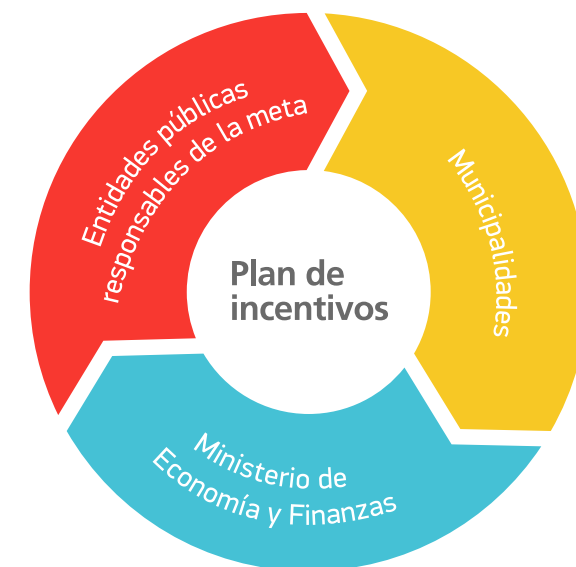 Entidades públicas
responsables de la meta
Municipalidades
Plan de
incentivos
Ministerio de
Economía y Finanzas